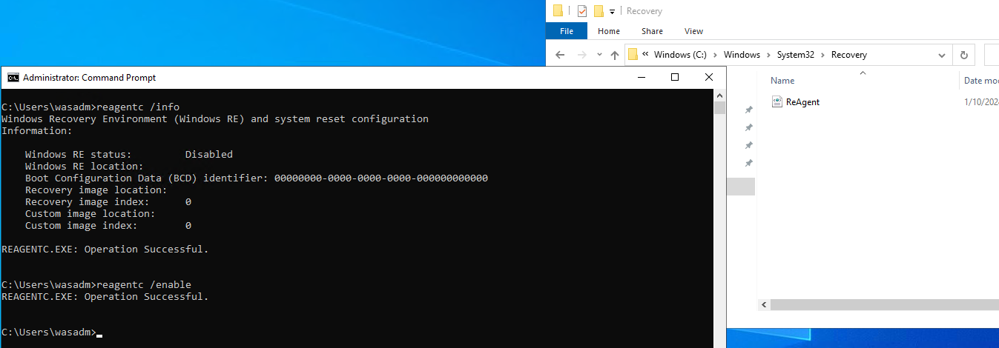 Recovery
File Home Share View
« Windows (C:) › Windows › System32 › Recovery
Name Date mo
ReAgent 1/10/202
Administrator: Command Prompt
C:\Users\wasadm>reagentc /info
Windows Recovery Environment (Windows RE) and system reset configuration
Information:
Windows RE status: Disabled
Windows RE location:
Boot Configuration Data (BCD) identifier: 00000000-0000-0000-0000-000000000000
Recovery image location:
Recovery image index: 0
Custom image location:
Custom image index: 0
REAGENTC.EXE: Operation Successful.
C:\Users\wasadm>reagentc /enable
REAGENTC.EXE: Operation Successful.
C:\Users\wasadm>